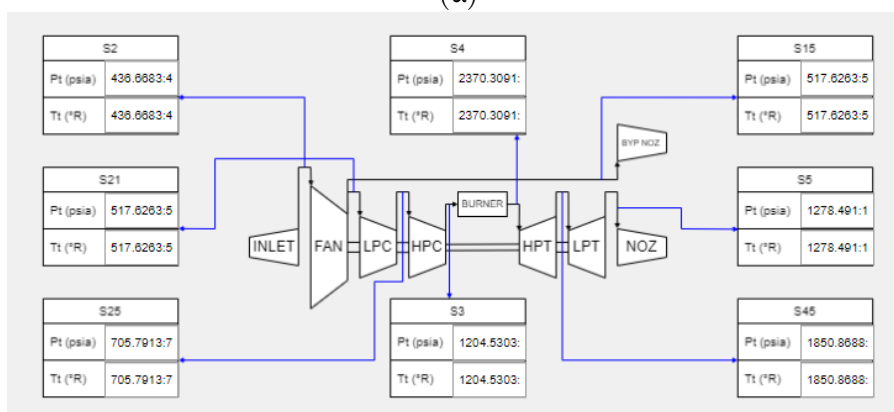 (a)
S2
Pt (psia) 436.6683:4
Tt (°R) 436.6683:4
S4
Pt (psia) 2370.3091:
Tt (°R) 2370.3091:
S15
Pt (psia) 517.6263:5
Tt (°R) 517.6263:5
BYP NOZ
S21
Pt (psia) 517.6263:5
Tt (°R) 517.6263:5
BURNER
S5
Pt (psia) 1278.491:1
Tt (°R) 1278.491:1
INLET FAN LPC HPC HPT LPT NOZ
S25
Pt (psia) 705.7913:7
Tt (°R) 705.7913:7
S3
Pt (psia) 1204.5303:
Tt (°R) 1204.5303:
S45
Pt (psia) 1850.8688:
Tt (°R) 1850.8688: